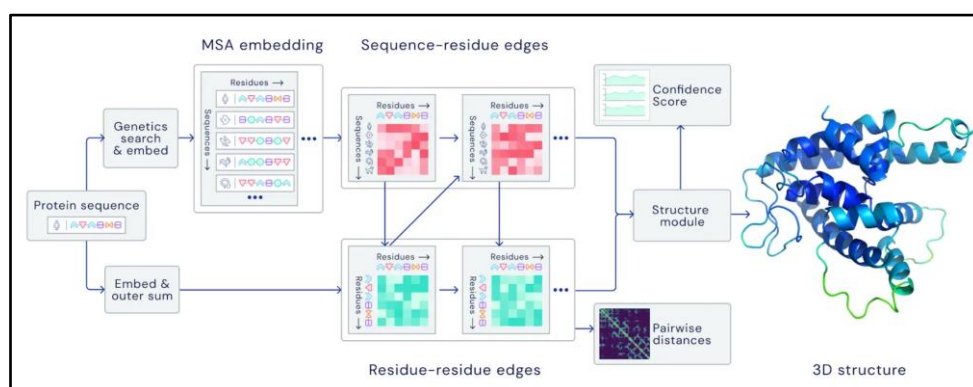 MSA embedding
Sequence-residue edges
Residues →
Sequences →
•••
•••
Genetics
search
& embed
Protein sequence
Embed &
outer sum
Residues →
Sequences →
Residues →
Sequences →
•••
Residues →
Residues →
Residues →
Residues →
•••
Residue-residue edges
Confidence
Score
Structure
module
Pairwise
distances
3D structure